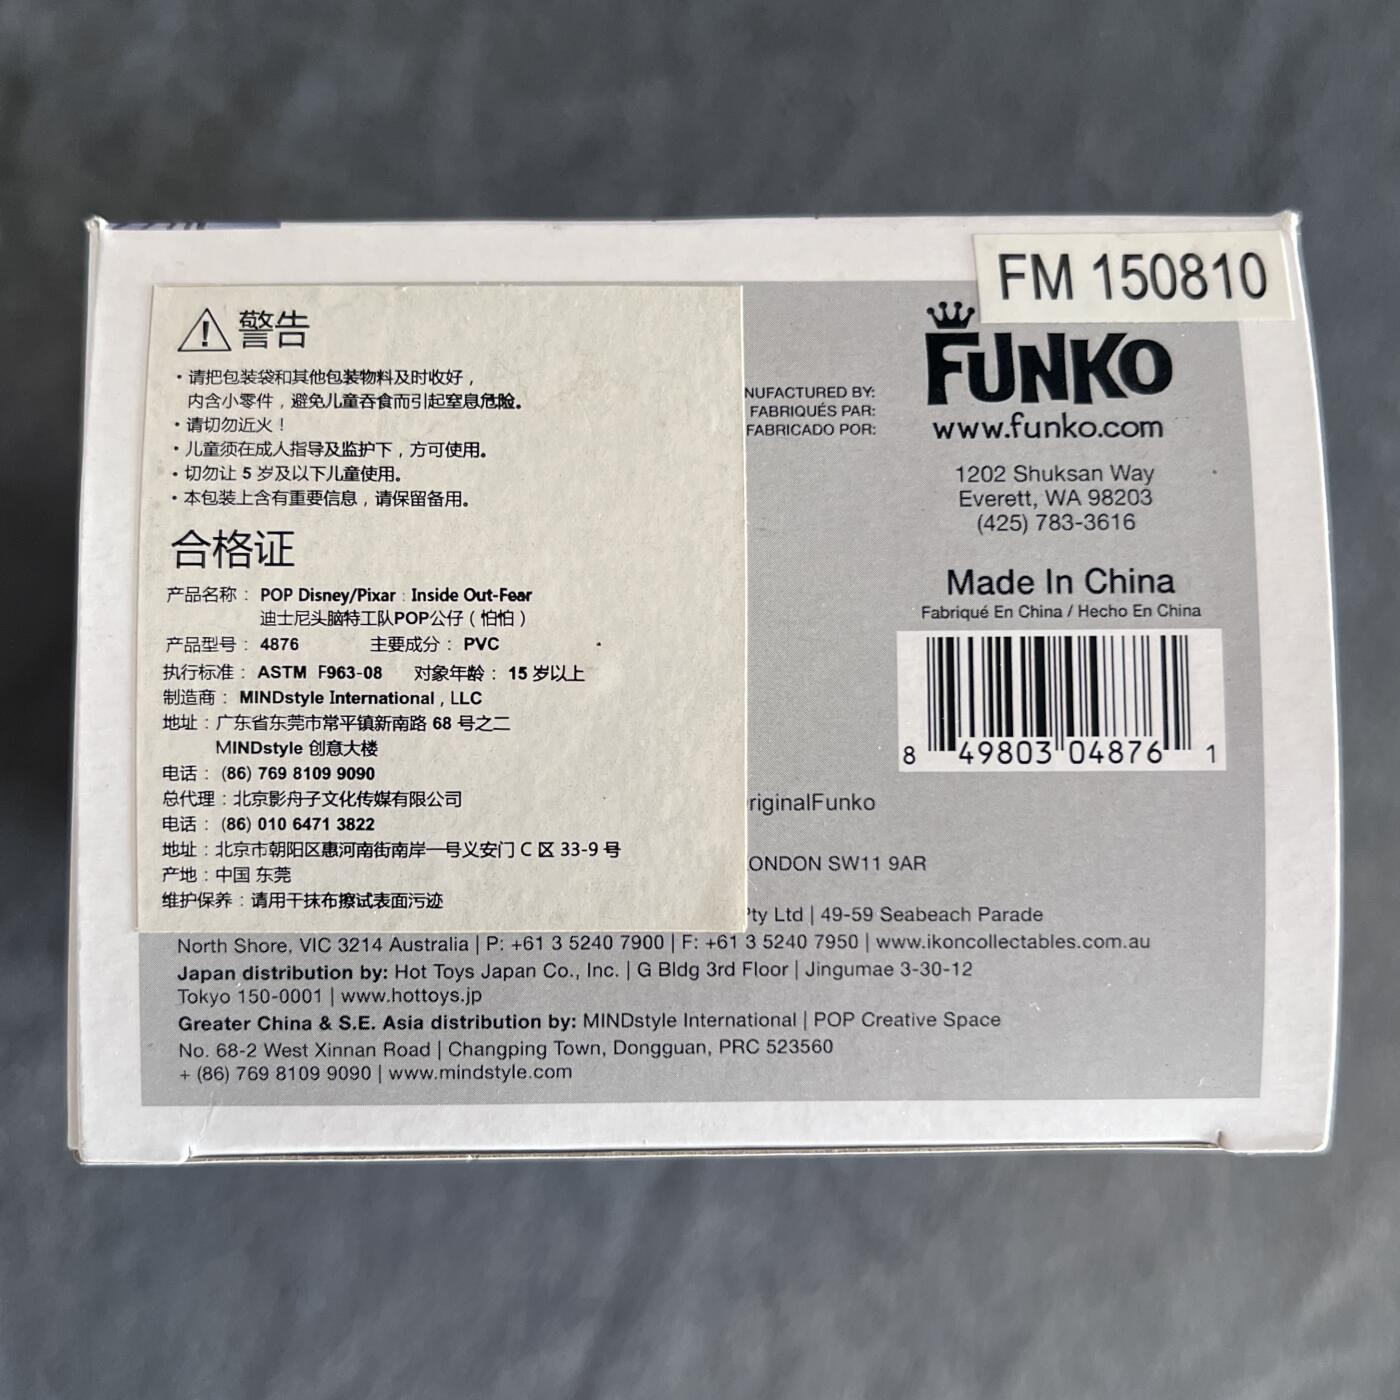 FM 150810
警告
·请把包装袋和其他包装物料及时收好，
内含小零件，避免儿童吞食而引起窒息危险。
·请切勿近火！
·儿童须在成人指导及监护下，方可使用。
·切勿让 5 岁及以下儿童使用。
·本包装上含有重要信息，请保留备用。
合格证
产品名称： POP Disney/Pixar : Inside Out-Fear
迪士尼头脑特工队POP公仔（怕怕）
产品型号： 4876 主要成分： PVC
执行标准： ASTM F963-08 对象年龄： 15 岁以上
制造商： MINDstyle International , LLC
地址：广东省东莞市常平镇新南路 68 号之二
MINDstyle 创意大楼
电话： (86) 769 8109 9090
总代理：北京影舟子文化传媒有限公司
电话： (86) 010 6471 3822
地址：北京市朝阳区惠河南街南岸一号义安门 C 区 33-9 号
产地：中国 东莞
维护保养：请用干抹布擦试表面污迹
NUFACTURED BY:
FABRIQUÉS PAR:
FABRICADO POR:
FUNKO
www.funko.com
1202 Shuksan Way
Everett, WA 98203
(425) 783-3616
Made In China
Fabriqué En China / Hecho En China
8 49803 04876 1
riginalFunko
ONDON SW11 9AR
Pty Ltd | 49-59 Seabeach Parade
North Shore, VIC 3214 Australia | P: +61 3 5240 7900 | F: +61 3 5240 7950 | www.ikoncollectables.com.au
Japan distribution by: Hot Toys Japan Co., Inc. | G Bldg 3rd Floor | Jingumae 3-30-12
Tokyo 150-0001 | www.hottoys.jp
Greater China & S.E. Asia distribution by: MINDstyle International | POP Creative Space
No. 68-2 West Xinnan Road | Changping Town, Dongguan, PRC 523560
+ (86) 769 8109 9090 | www.mindstyle.com